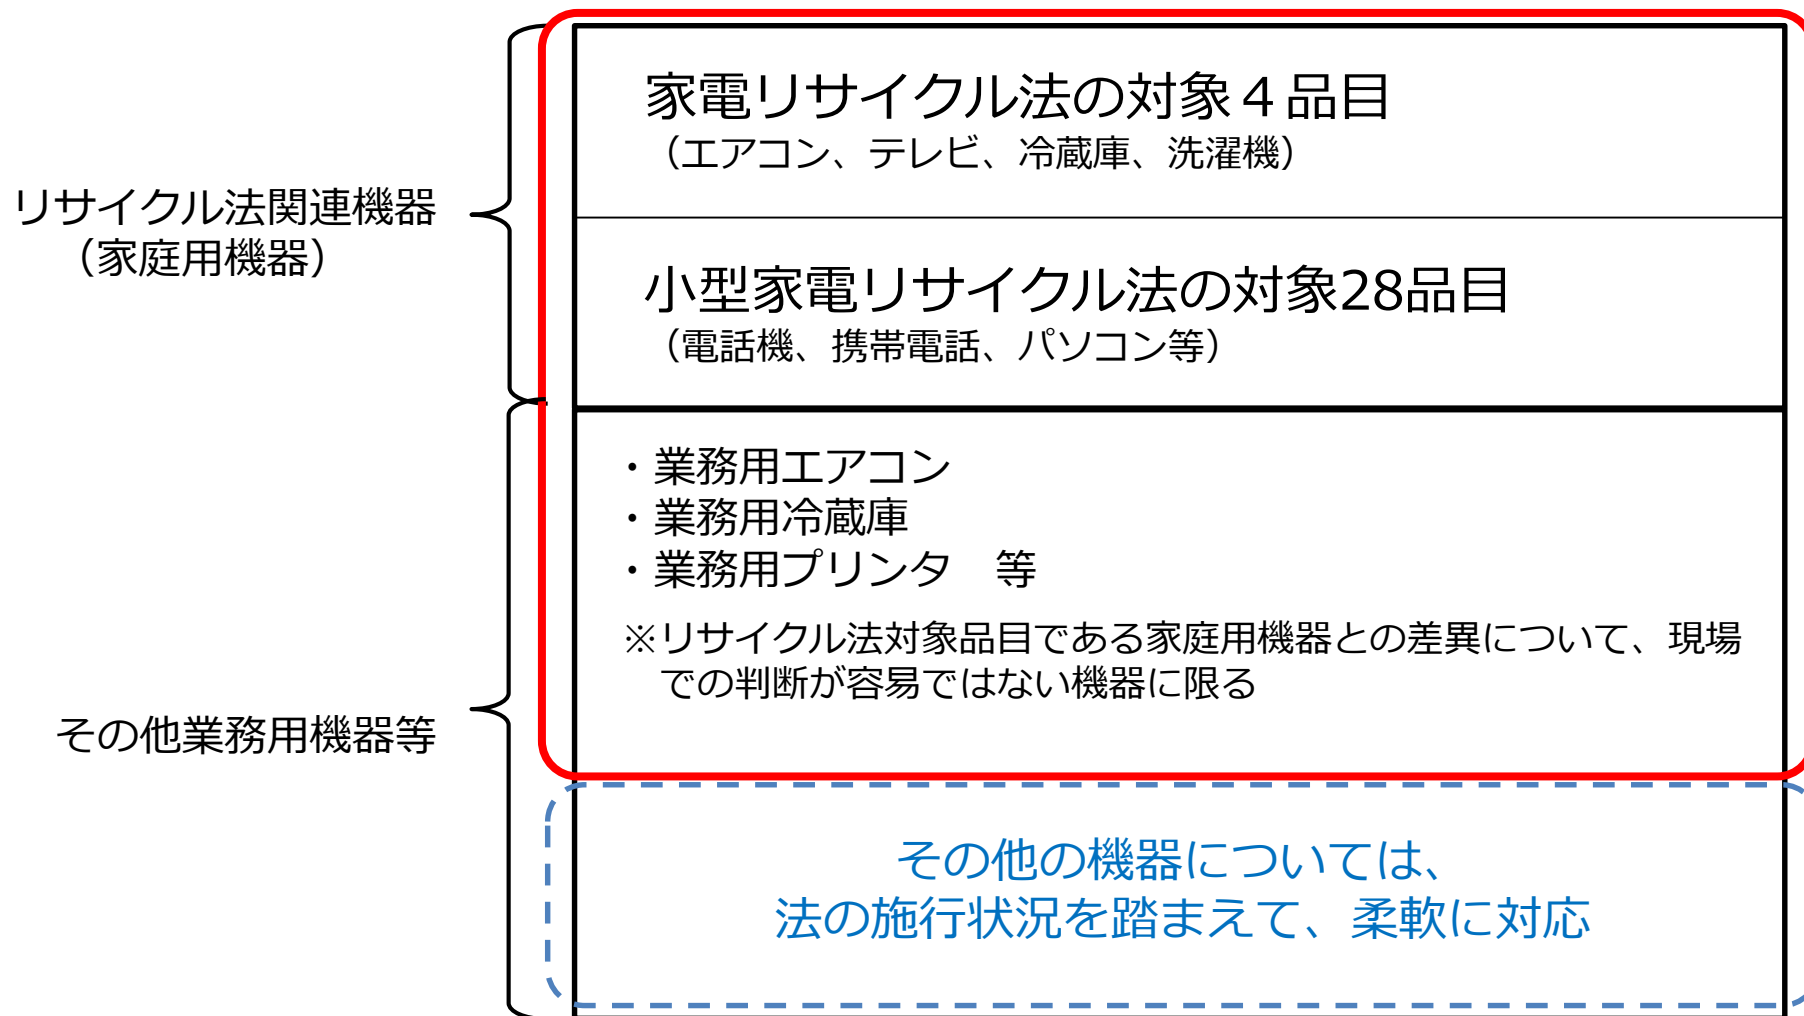 家電リサイクル法の対象４品目
（エアコン、テレビ、冷蔵庫、洗濯機）
リサイクル法関連機器
（家庭用機器）
小型家電リサイクル法の対象28品目
（電話機、携帯電話、パソコン等）
・業務用エアコン
・業務用冷蔵庫
・業務用プリンタ　等
※リサイクル法対象品目である家庭用機器との差異について、現場
での判断が容易ではない機器に限る
その他業務用機器等
その他の機器については、
法の施行状況を踏まえて、柔軟に対応